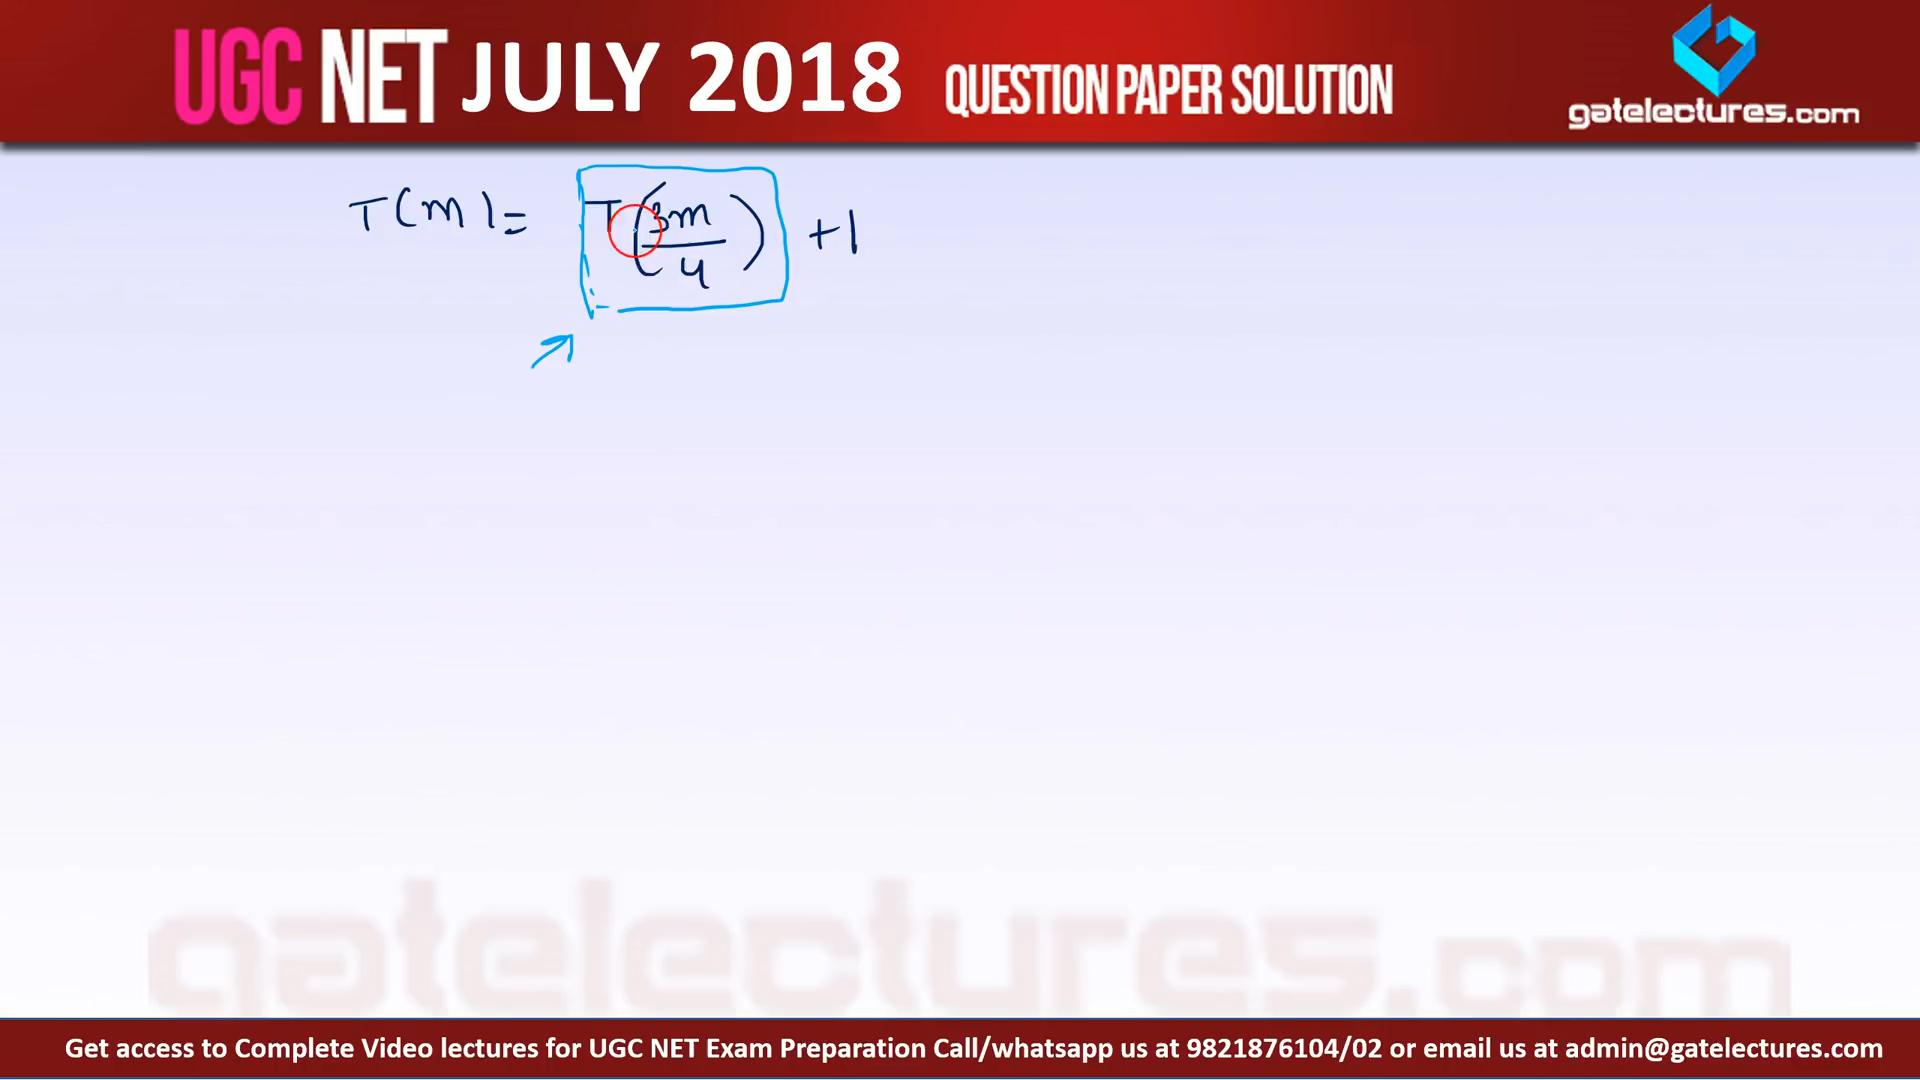 UGC NET JULY 2018 QUESTION PAPER SOLUTION
gatelectures.com
T(m)= T(3m/4) +1
gatelectures.com
Get access to Complete Video lectures for UGC NET Exam Preparation Call/whatsapp us at 9821876104/02 or email us at admin@gatelectures.com